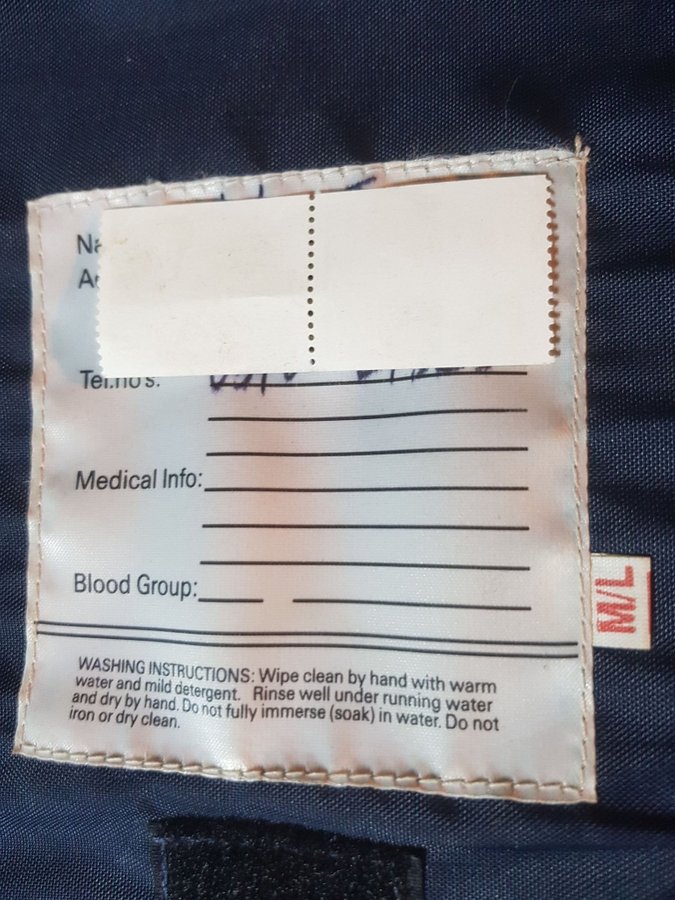 Tel.no's:
Medical Info:
Blood Group:
WASHING INSTRUCTIONS: Wipe clean by hand with warm
water and mild detergent. Rinse well under running water
and dry by hand. Do not fully immerse (soak) in water. Do not
iron or dry clean.
M/L